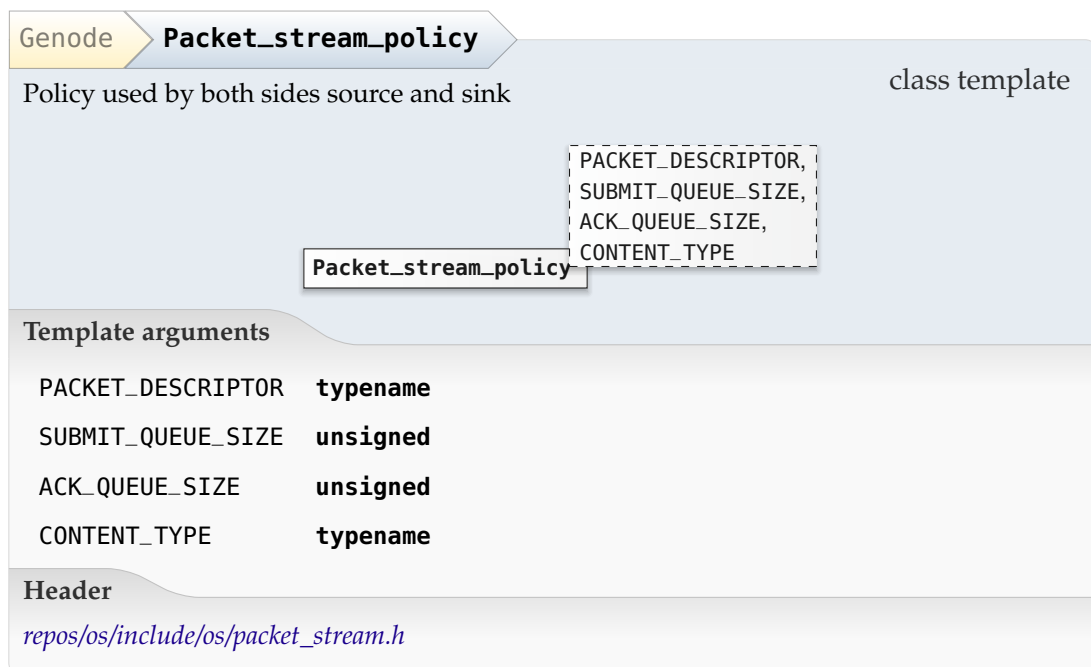 Genode Packet_stream_policy
class template
Policy used by both sides source and sink
PACKET_DESCRIPTOR,
SUBMIT_QUEUE_SIZE,
ACK_QUEUE_SIZE,
CONTENT_TYPE
Packet_stream_policy
Template arguments
PACKET_DESCRIPTOR typename
SUBMIT_QUEUE_SIZE unsigned
ACK_QUEUE_SIZE unsigned
CONTENT_TYPE typename
Header
repos/os/include/os/packet_stream.h